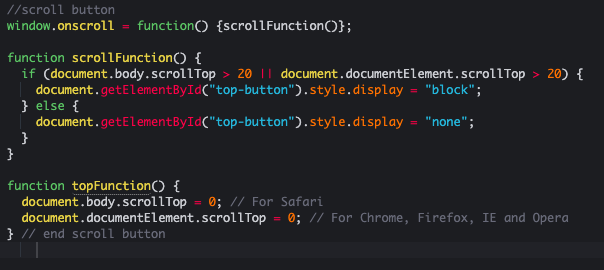 //scroll button
window.onscroll = function() {scrollFunction()};
function scrollFunction() {
if (document.body.scrollTop > 20 || document.documentElement.scrollTop > 20) {
document.getElementById("top-button").style.display = "block";
} else {
document.getElementById("top-button").style.display = "none";
}
}
function topFunction() {
document.body.scrollTop = 0; // For Safari
document.documentElement.scrollTop = 0; // For Chrome, Firefox, IE and Opera
} // end scroll button